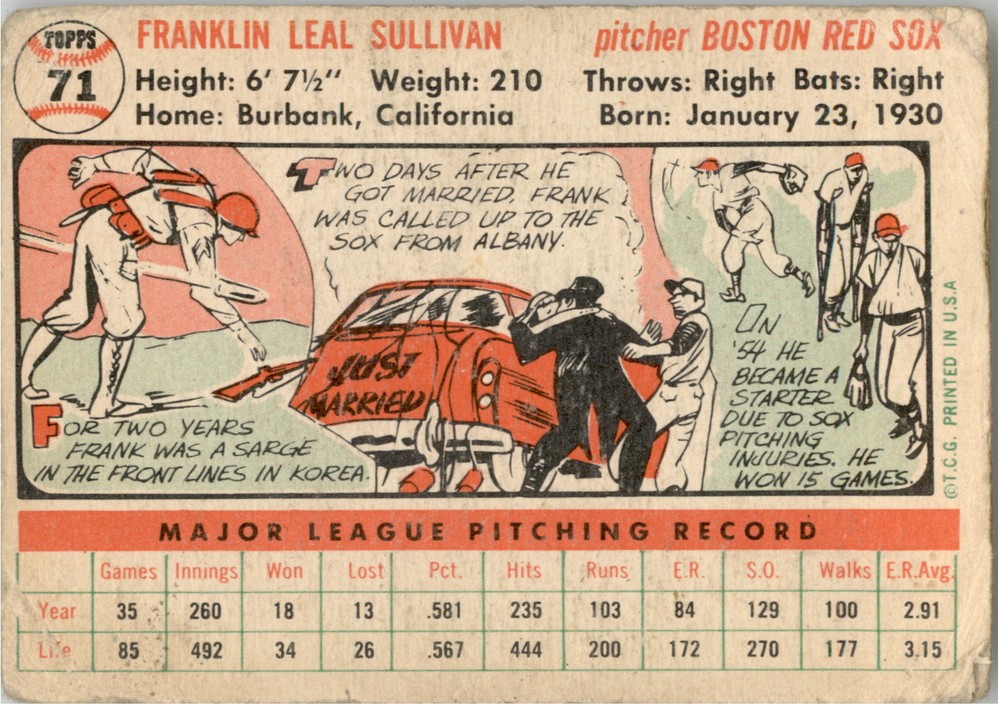 TOPPS
71
FRANKLIN LEAL SULLIVAN pitcher BOSTON RED SOX
Height: 6' 7½" Weight: 210 Throws: Right Bats: Right
Home: Burbank, California Born: January 23, 1930
TWO DAYS AFTER HE
GOT MARRIED, FRANK
WAS CALLED UP TO THE
SOX FROM ALBANY.
JUST
MARRIED
FOR TWO YEARS
FRANK WAS A SARGE
IN THE FRONT LINES IN KOREA.
IN
'54 HE
BECAME A
STARTER
DUE TO SOX
PITCHING
INJURIES. HE
WON 15 GAMES.
©T.C.G. PRINTED IN U.S.A
MAJOR LEAGUE PITCHING RECORD
Games Innings Won Lost Pct. Hits Runs E.R. S.O. Walks E.R.Avg.
Year 35 260 18 13 .581 235 103 84 129 100 2.91
Life 85 492 34 26 .567 444 200 172 270 177 3.15